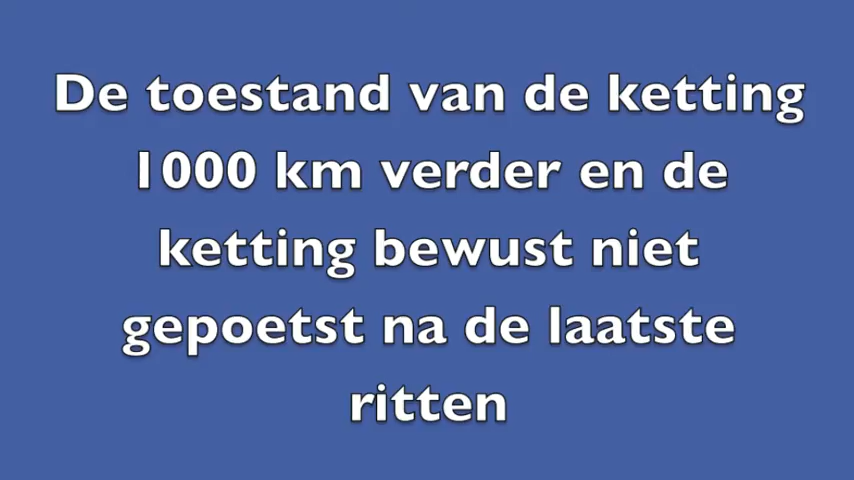 De toestand van de ketting
1000 km verder en de
ketting bewust niet
gepoetst na de laatste
ritten